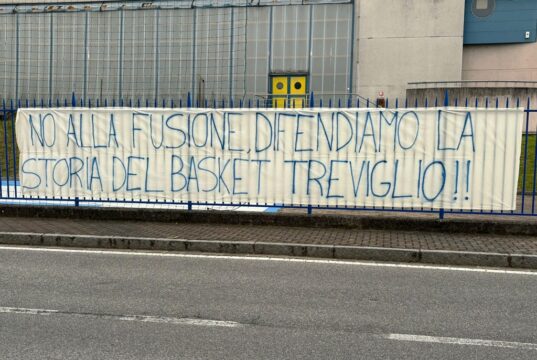 NO ALLA FUSIONE, DIFENDIAMO LA
STORIA DEL BASKET TREVIGLIO!!